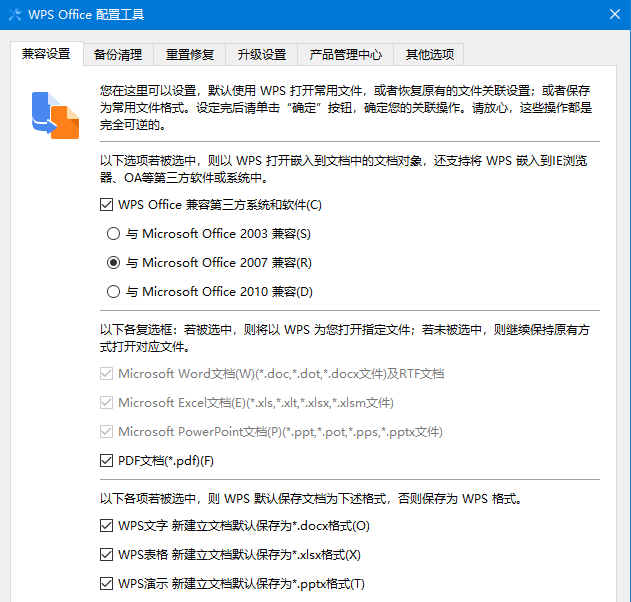 WPS Office 配置工具
兼容设置 备份清理 重置修复 升级设置 产品管理中心 其他选项
您在这里可以设置，默认使用 WPS 打开常用文件，或者恢复原有的文件关联设置；或者保存
为常用文件格式。设定完后请单击“确定”按钮，确定您的关联操作。请放心，这些操作都是
完全可逆的。
以下选项若被选中，则以 WPS 打开嵌入到文档中的文档对象，还支持将 WPS 嵌入到IE浏览
器、OA等第三方软件或系统中。
WPS Office 兼容第三方系统和软件(C)
与 Microsoft Office 2003 兼容(S)
与 Microsoft Office 2007 兼容(R)
与 Microsoft Office 2010 兼容(D)
以下各复选框：若被选中，则将以 WPS 为您打开指定文件；若未被选中，则继续保持原有方
式打开对应文件。
Microsoft Word文档(W)(*.doc,*.dot,*.docx文件)及RTF文档
Microsoft Excel文档(E)(*.xls,*.xlt,*.xlsx,*.xlsm文件)
Microsoft PowerPoint文档(P)(*.ppt,*.pot,*.pps,*.pptx文件)
PDF文档(*.pdf)(F)
以下各项若被选中，则 WPS 默认保存文档为下述格式，否则保存为 WPS 格式。
WPS文字 新建立文档默认保存为*.docx格式(O)
WPS表格 新建立文档默认保存为*.xlsx格式(X)
WPS演示 新建立文档默认保存为*.pptx格式(T)